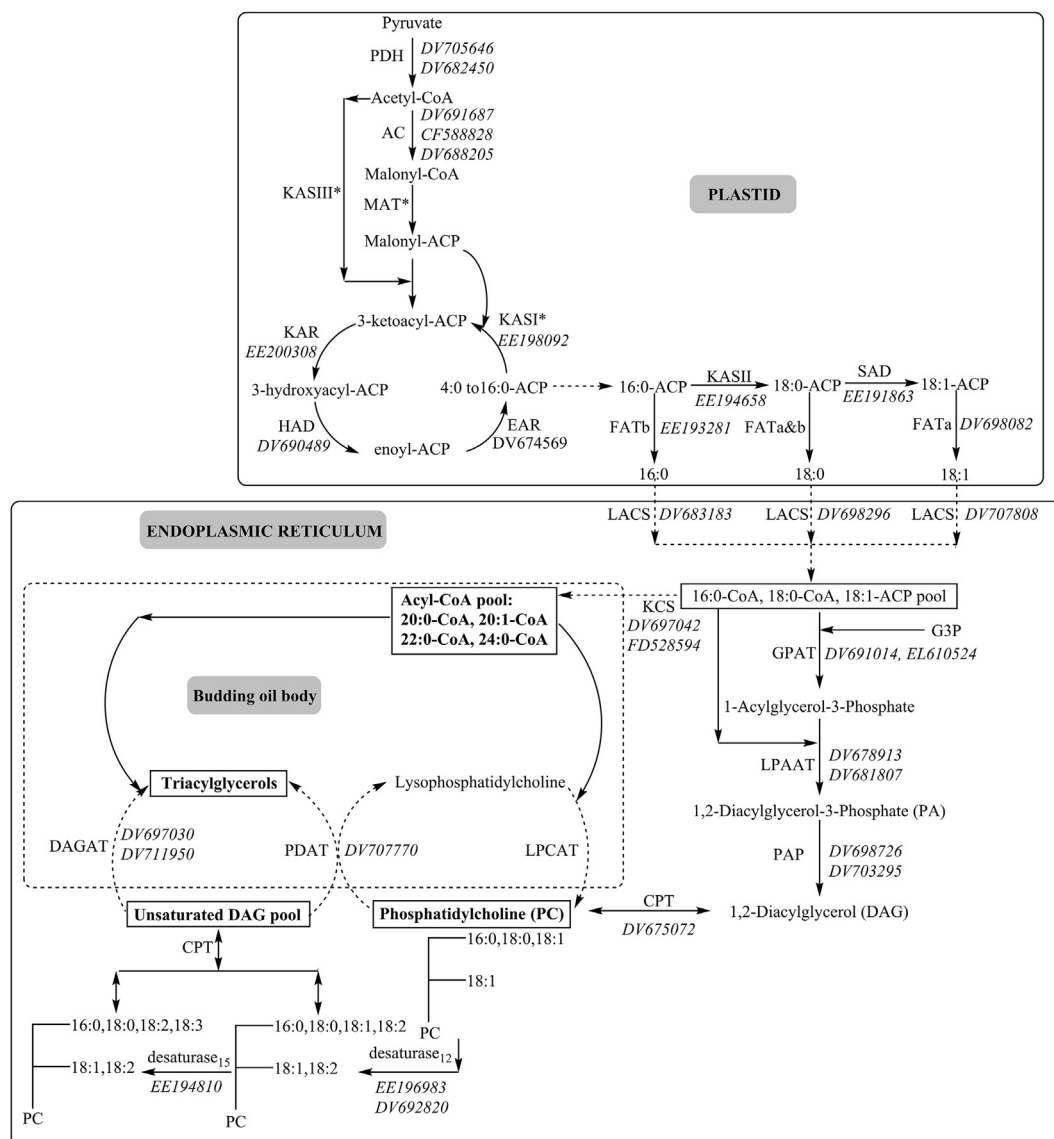 Pyruvate
PDH
DV705646
DV682450
Acetyl-CoA
AC
DV691687
CF588828
DV688205
Malonyl-CoA
KASIII*
MAT*
PLASTID
Malonyl-ACP
3-ketoacyl-ACP
KASI*
EE198092
KAR
EE200308
3-hydroxyacyl-ACP
4:0 to16:0-ACP
16:0-ACP
KASII
EE194658
18:0-ACP
SAD
EE191863
18:1-ACP
HAD
DV690489
enoyl-ACP
EAR
DV674569
FATb
EE193281
FATa&b
FATa
DV698082
16:0
18:0
18:1
ENDOPLASMIC RETICULUM
LACS
DV683183
LACS
DV698296
LACS
DV707808
Acyl-CoA pool:
20:0-CoA, 20:1-CoA
22:0-CoA, 24:0-CoA
KCS
DV697042
FD528594
16:0-CoA, 18:0-CoA, 18:1-ACP pool
G3P
GPAT
DV691014, EL610524
Budding oil body
1-Acylglycerol-3-Phosphate
LPAAT
DV678913
DV681807
Triacylglycerols
Lysophosphatidylcholine
1,2-Diacylglycerol-3-Phosphate (PA)
DAGAT
DV697030
DV711950
PDAT
DV707770
LPCAT
PAP
DV698726
DV703295
Unsaturated DAG pool
Phosphatidylcholine (PC)
CPT
DV675072
1,2-Diacylglycerol (DAG)
CPT
16:0,18:0,18:1
18:1
PC
16:0,18:0,18:2,18:3
18:1,18:2
PC
desaturase15
EE194810
16:0,18:0,18:1,18:2
18:1,18:2
PC
desaturase12
EE196983
DV692820